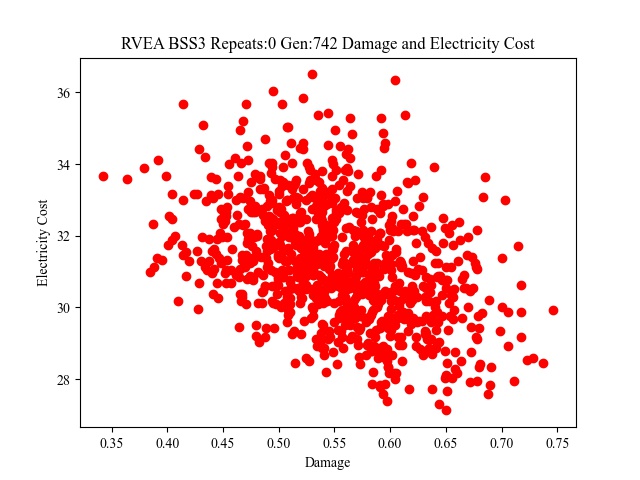 RVEA BSS3 Repeats:0 Gen:742 Damage and Electricity Cost
36
34
32
30
28
Electricity Cost
0.35 0.40 0.45 0.50 0.55 0.60 0.65 0.70 0.75
Damage